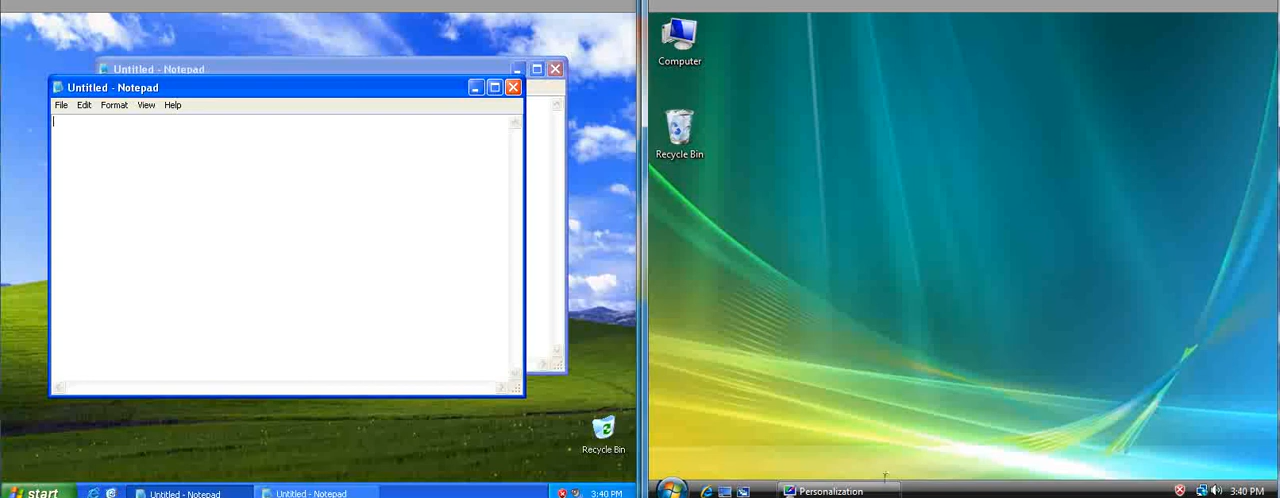 Untitled - Notepad
Untitled - Notepad
File Edit Format View Help
Recycle Bin
start
Untitled - Notepad
Untitled - Notepad
3:40 PM
Computer
Recycle Bin
Personalization
3:40 PM